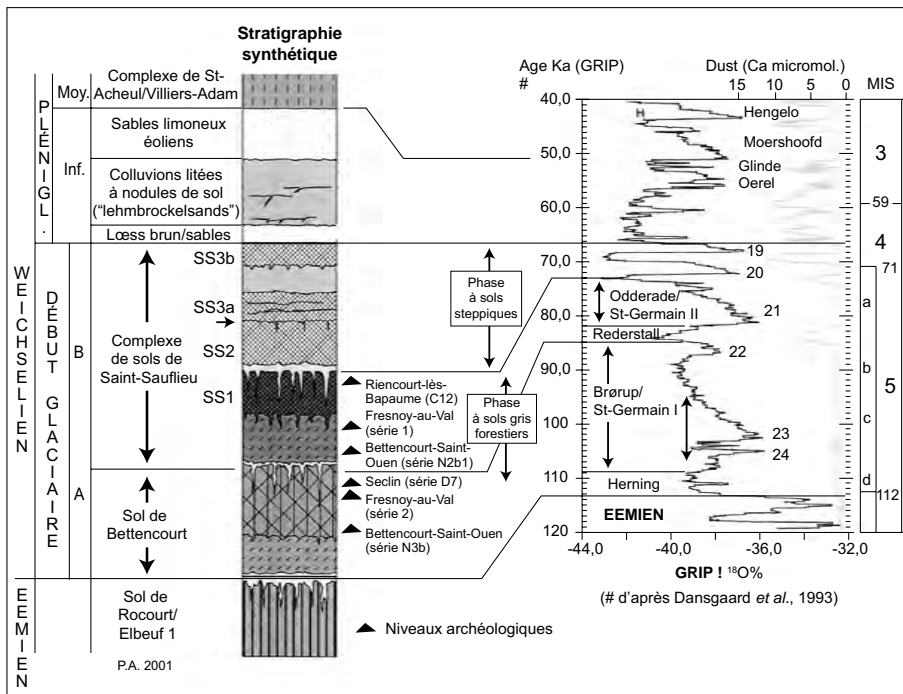 Stratigraphie
synthétique
Complexe de St-
Acheul/Villiers-Adam
Moy.
PLÉNIGL.
Sables limoneux
éoliens
Inf.
Colluvions litées
à nodules de sol
("lehmbrockelsands")
Lœss brun/sables
WEICHSELIEN
DÉBUT GLACIAIRE
B
Complexe
de sols de
Saint-Sauflieu
SS3b
SS3a
SS2
SS1
A
Sol de
Bettencourt
EEMIEN
Sol de
Rocourt/
Elbeuf 1
P.A. 2001
Phase
à sols
steppiques
Riencourt-lès-
Bapaume (C12)
Fresnoy-au-Val
(série 1)
Bettencourt-Saint-
Ouen (série N2b1)
Phase
à sols gris
forestiers
Seclin (série D7)
Fresnoy-au-Val
(série 2)
Bettencourt-Saint-Ouen
(série N3b)
Niveaux archéologiques
Age Ka (GRIP)
#
Dust (Ca micromol.)
15 10 5 0
MIS
40,0
50,0
60,0
70,0
80,0
90,0
100
110
120
H
Hengelo
Moershoofd
Glinde
Oerel
19
20
Odderade/
St-Germain II
21
Rederstall
22
Brørup/
St-Germain I
23
24
Herning
EEMIEN
3
59
4
71
a
b
5
c
d
112
-44,0 -40,0 -36,0 -32,0
GRIP ! ¹⁸O%
(# d'après Dansgaard et al., 1993)